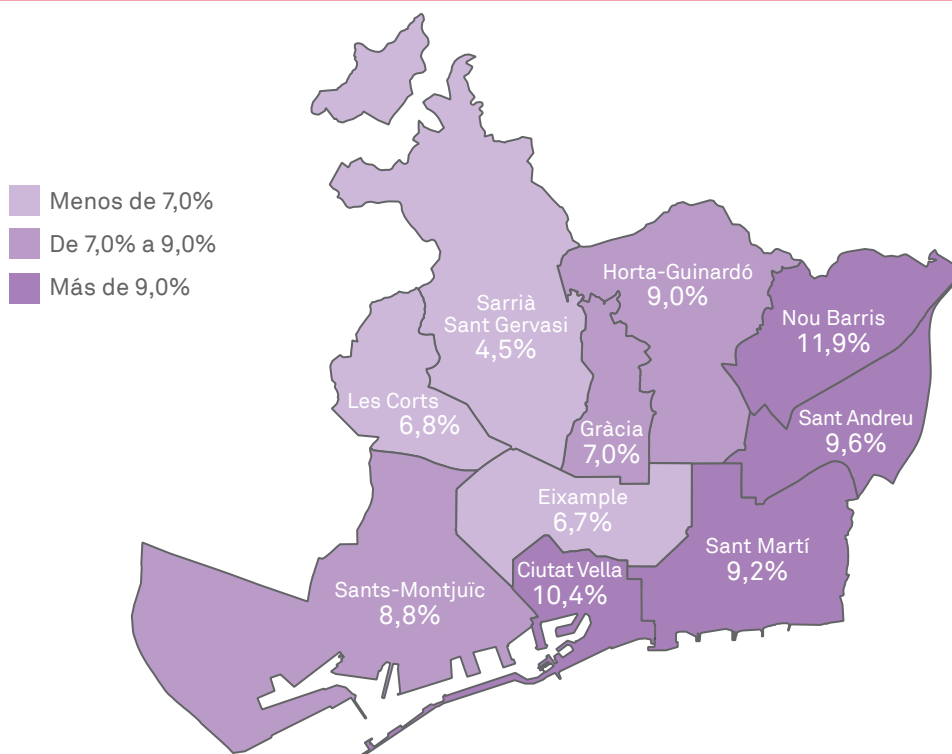 Menos de 7,0%
De 7,0% a 9,0%
Más de 9,0%
Sarrià
Sant Gervasi
4,5%
Horta-Guinardó
9,0%
Nou Barris
11,9%
Les Corts
6,8%
Gràcia
7,0%
Sant Andreu
9,6%
Eixample
6,7%
Sant Martí
9,2%
Ciutat Vella
10,4%
Sants-Montjuïc
8,8%